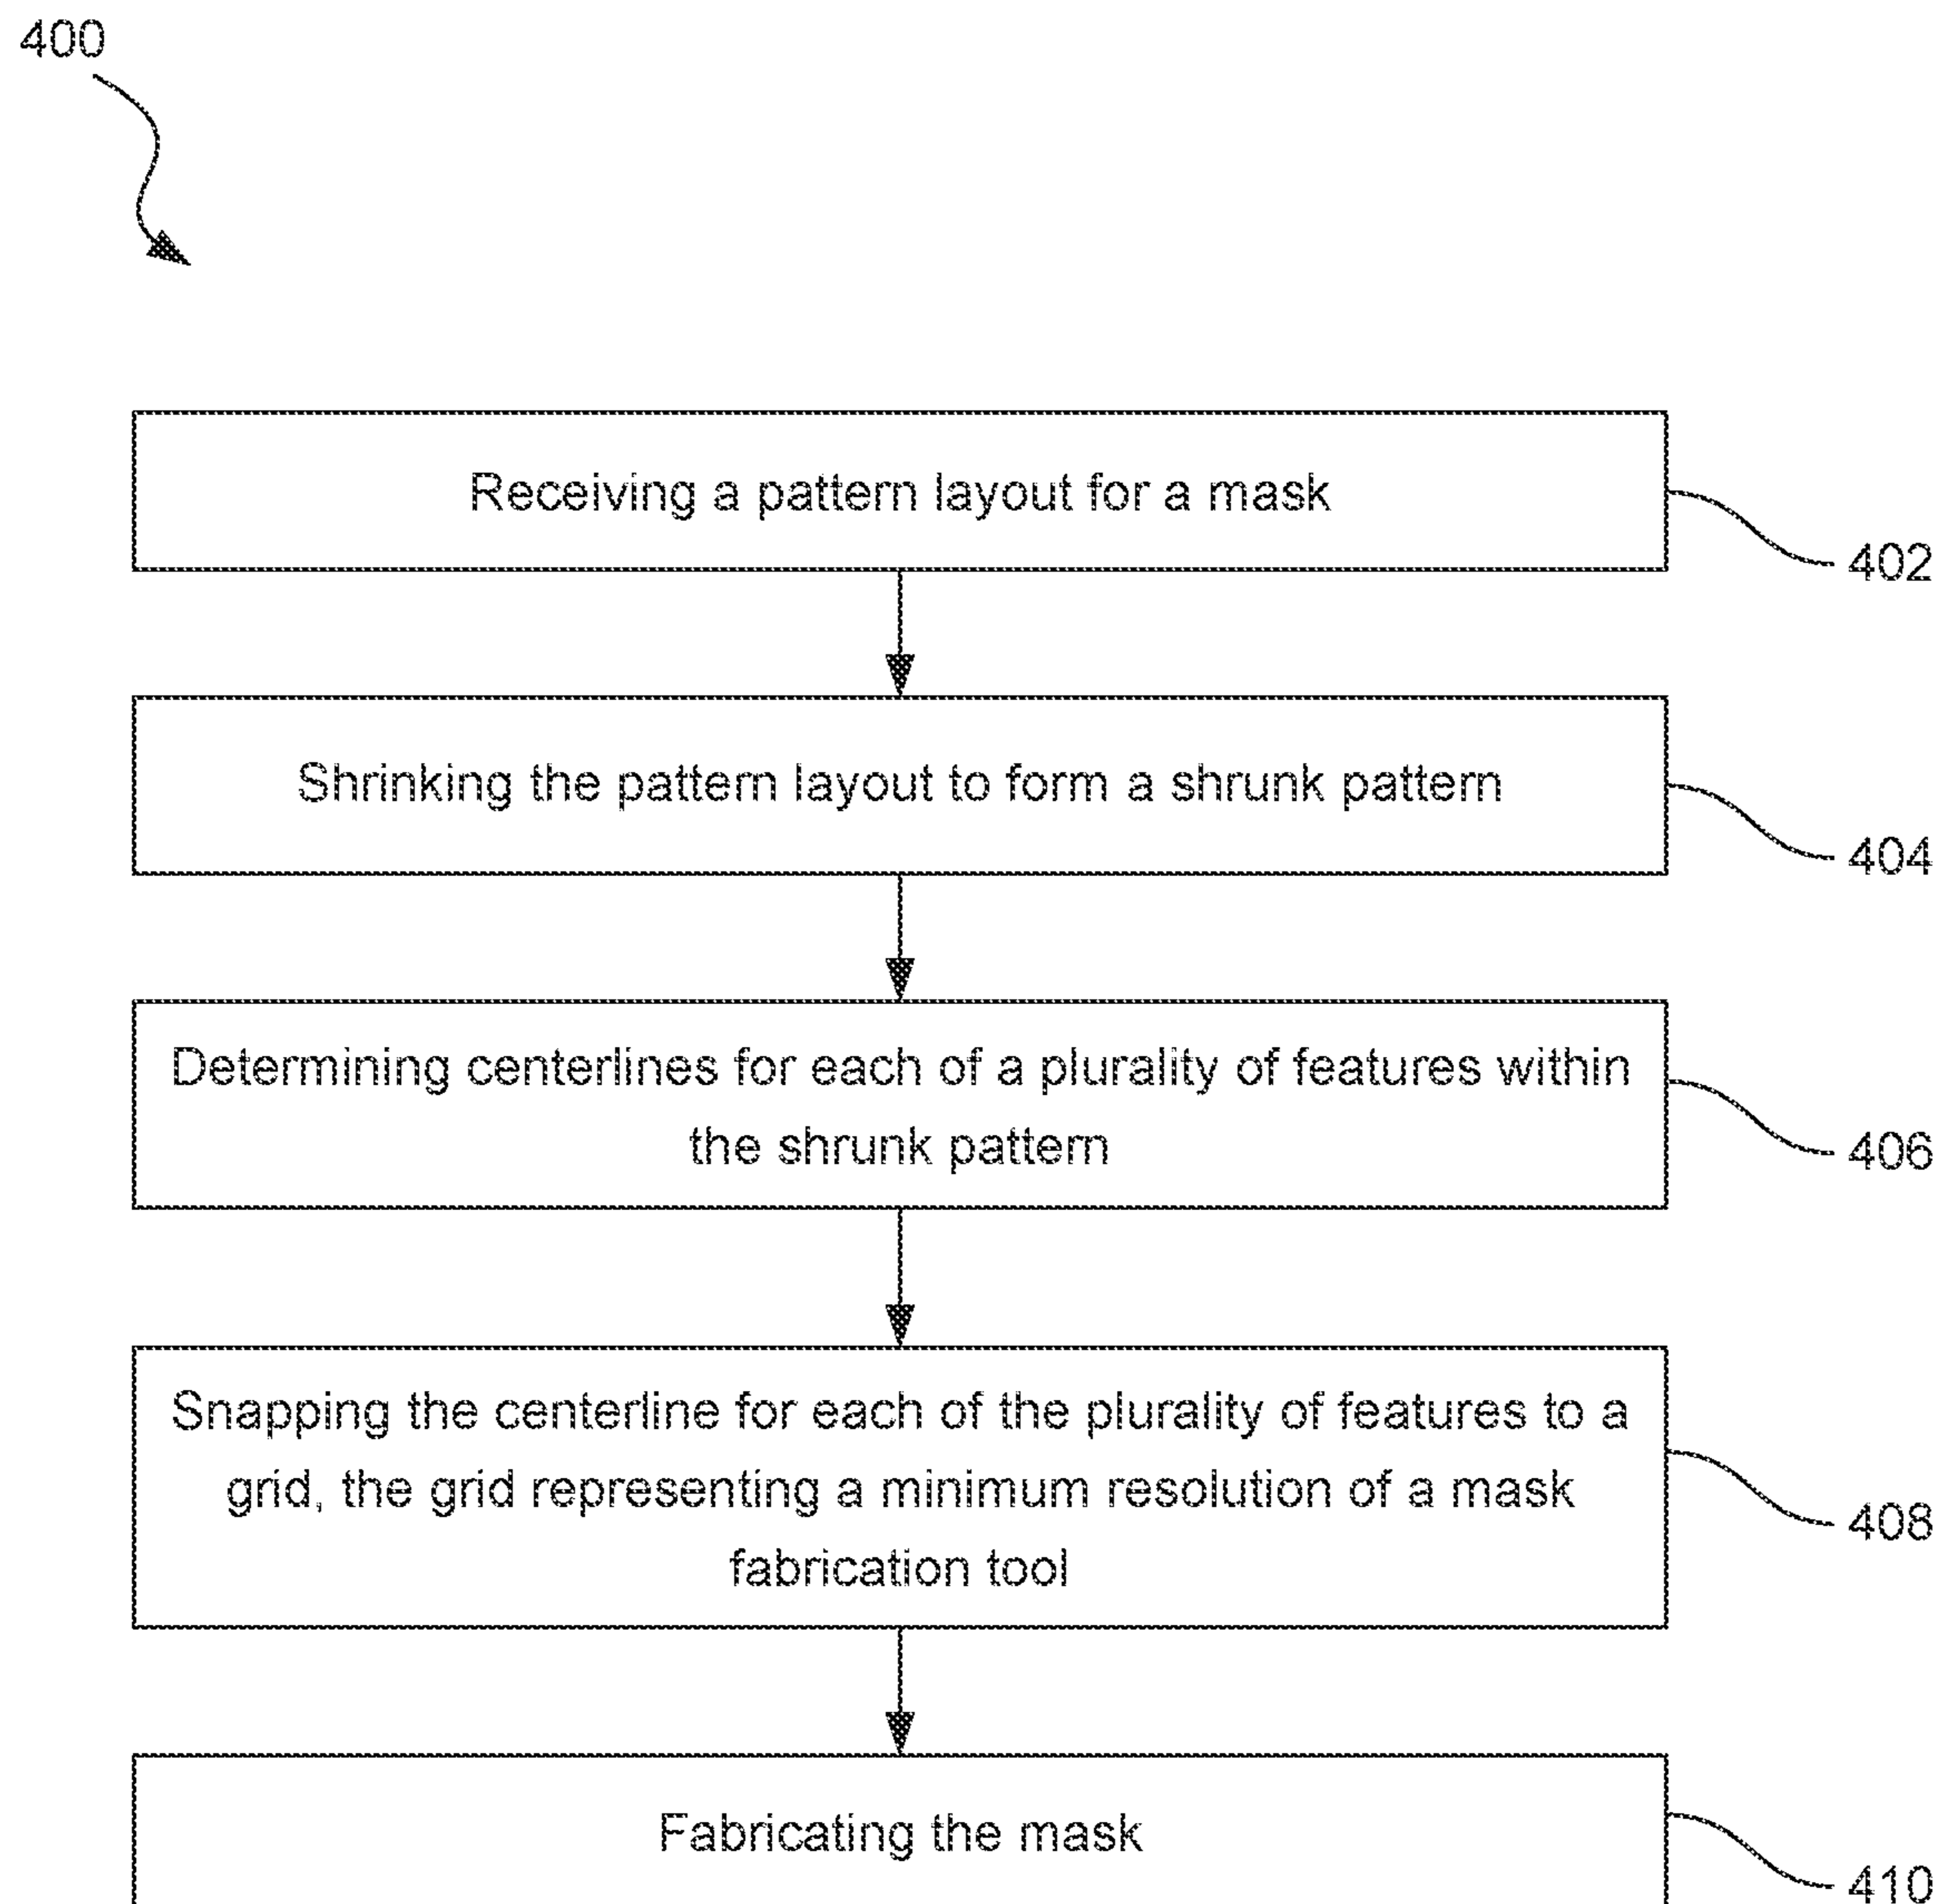 400
Receiving a pattern layout for a mask
402
Shrinking the pattern layout to form a shrunk pattern
404
Determining centerlines for each of a plurality of features within
the shrunk pattern
406
Snapping the centerline for each of the plurality of features to a
grid, the grid representing a minimum resolution of a mask
fabrication tool
408
Fabricating the mask
410